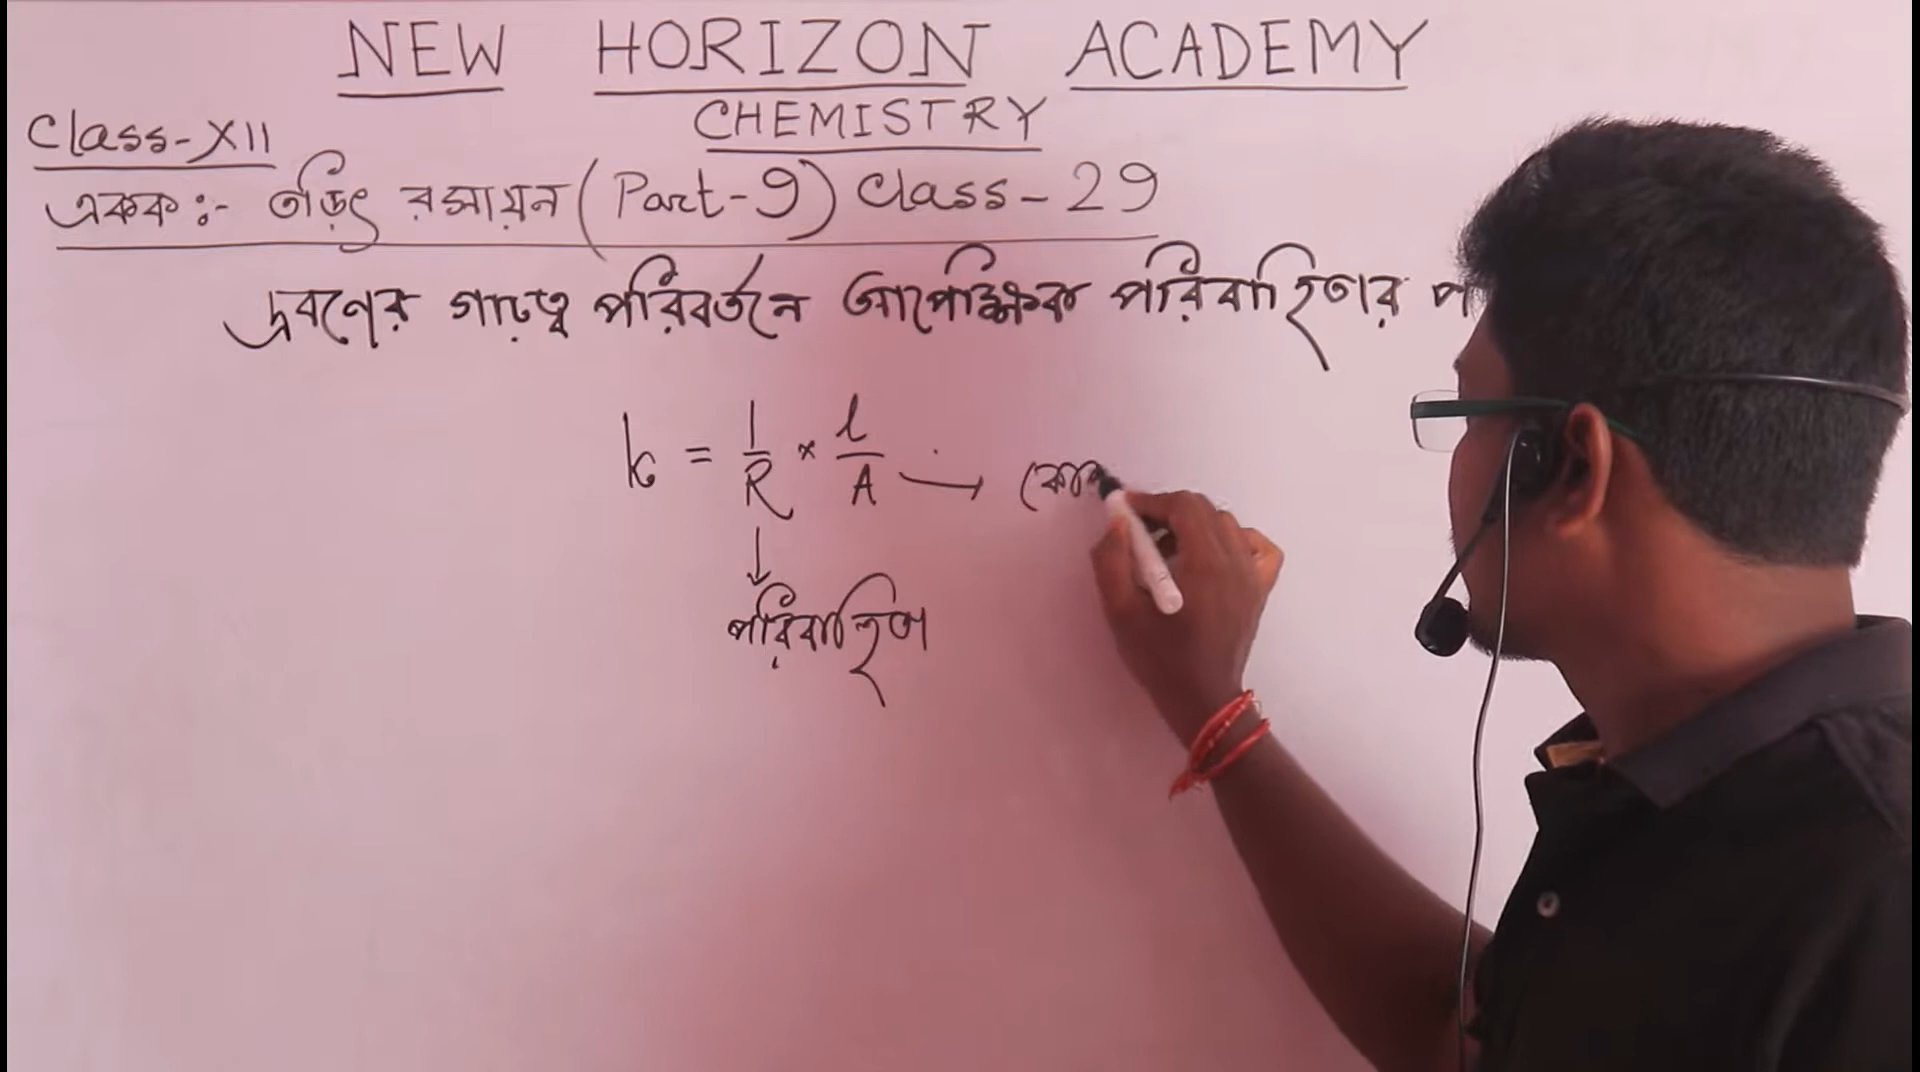 NEW HORIZON ACADEMY
CHEMISTRY
Class-XII
একক:- তড়িৎ রসায়ন (Part-9) Class-29
দ্রবণের গাঢ়ত্ব পরিবর্তনে আপেক্ষিক পরিবাহিতার প
k = 1/R × l/A → কোশ
↓
পরিবাহিতা